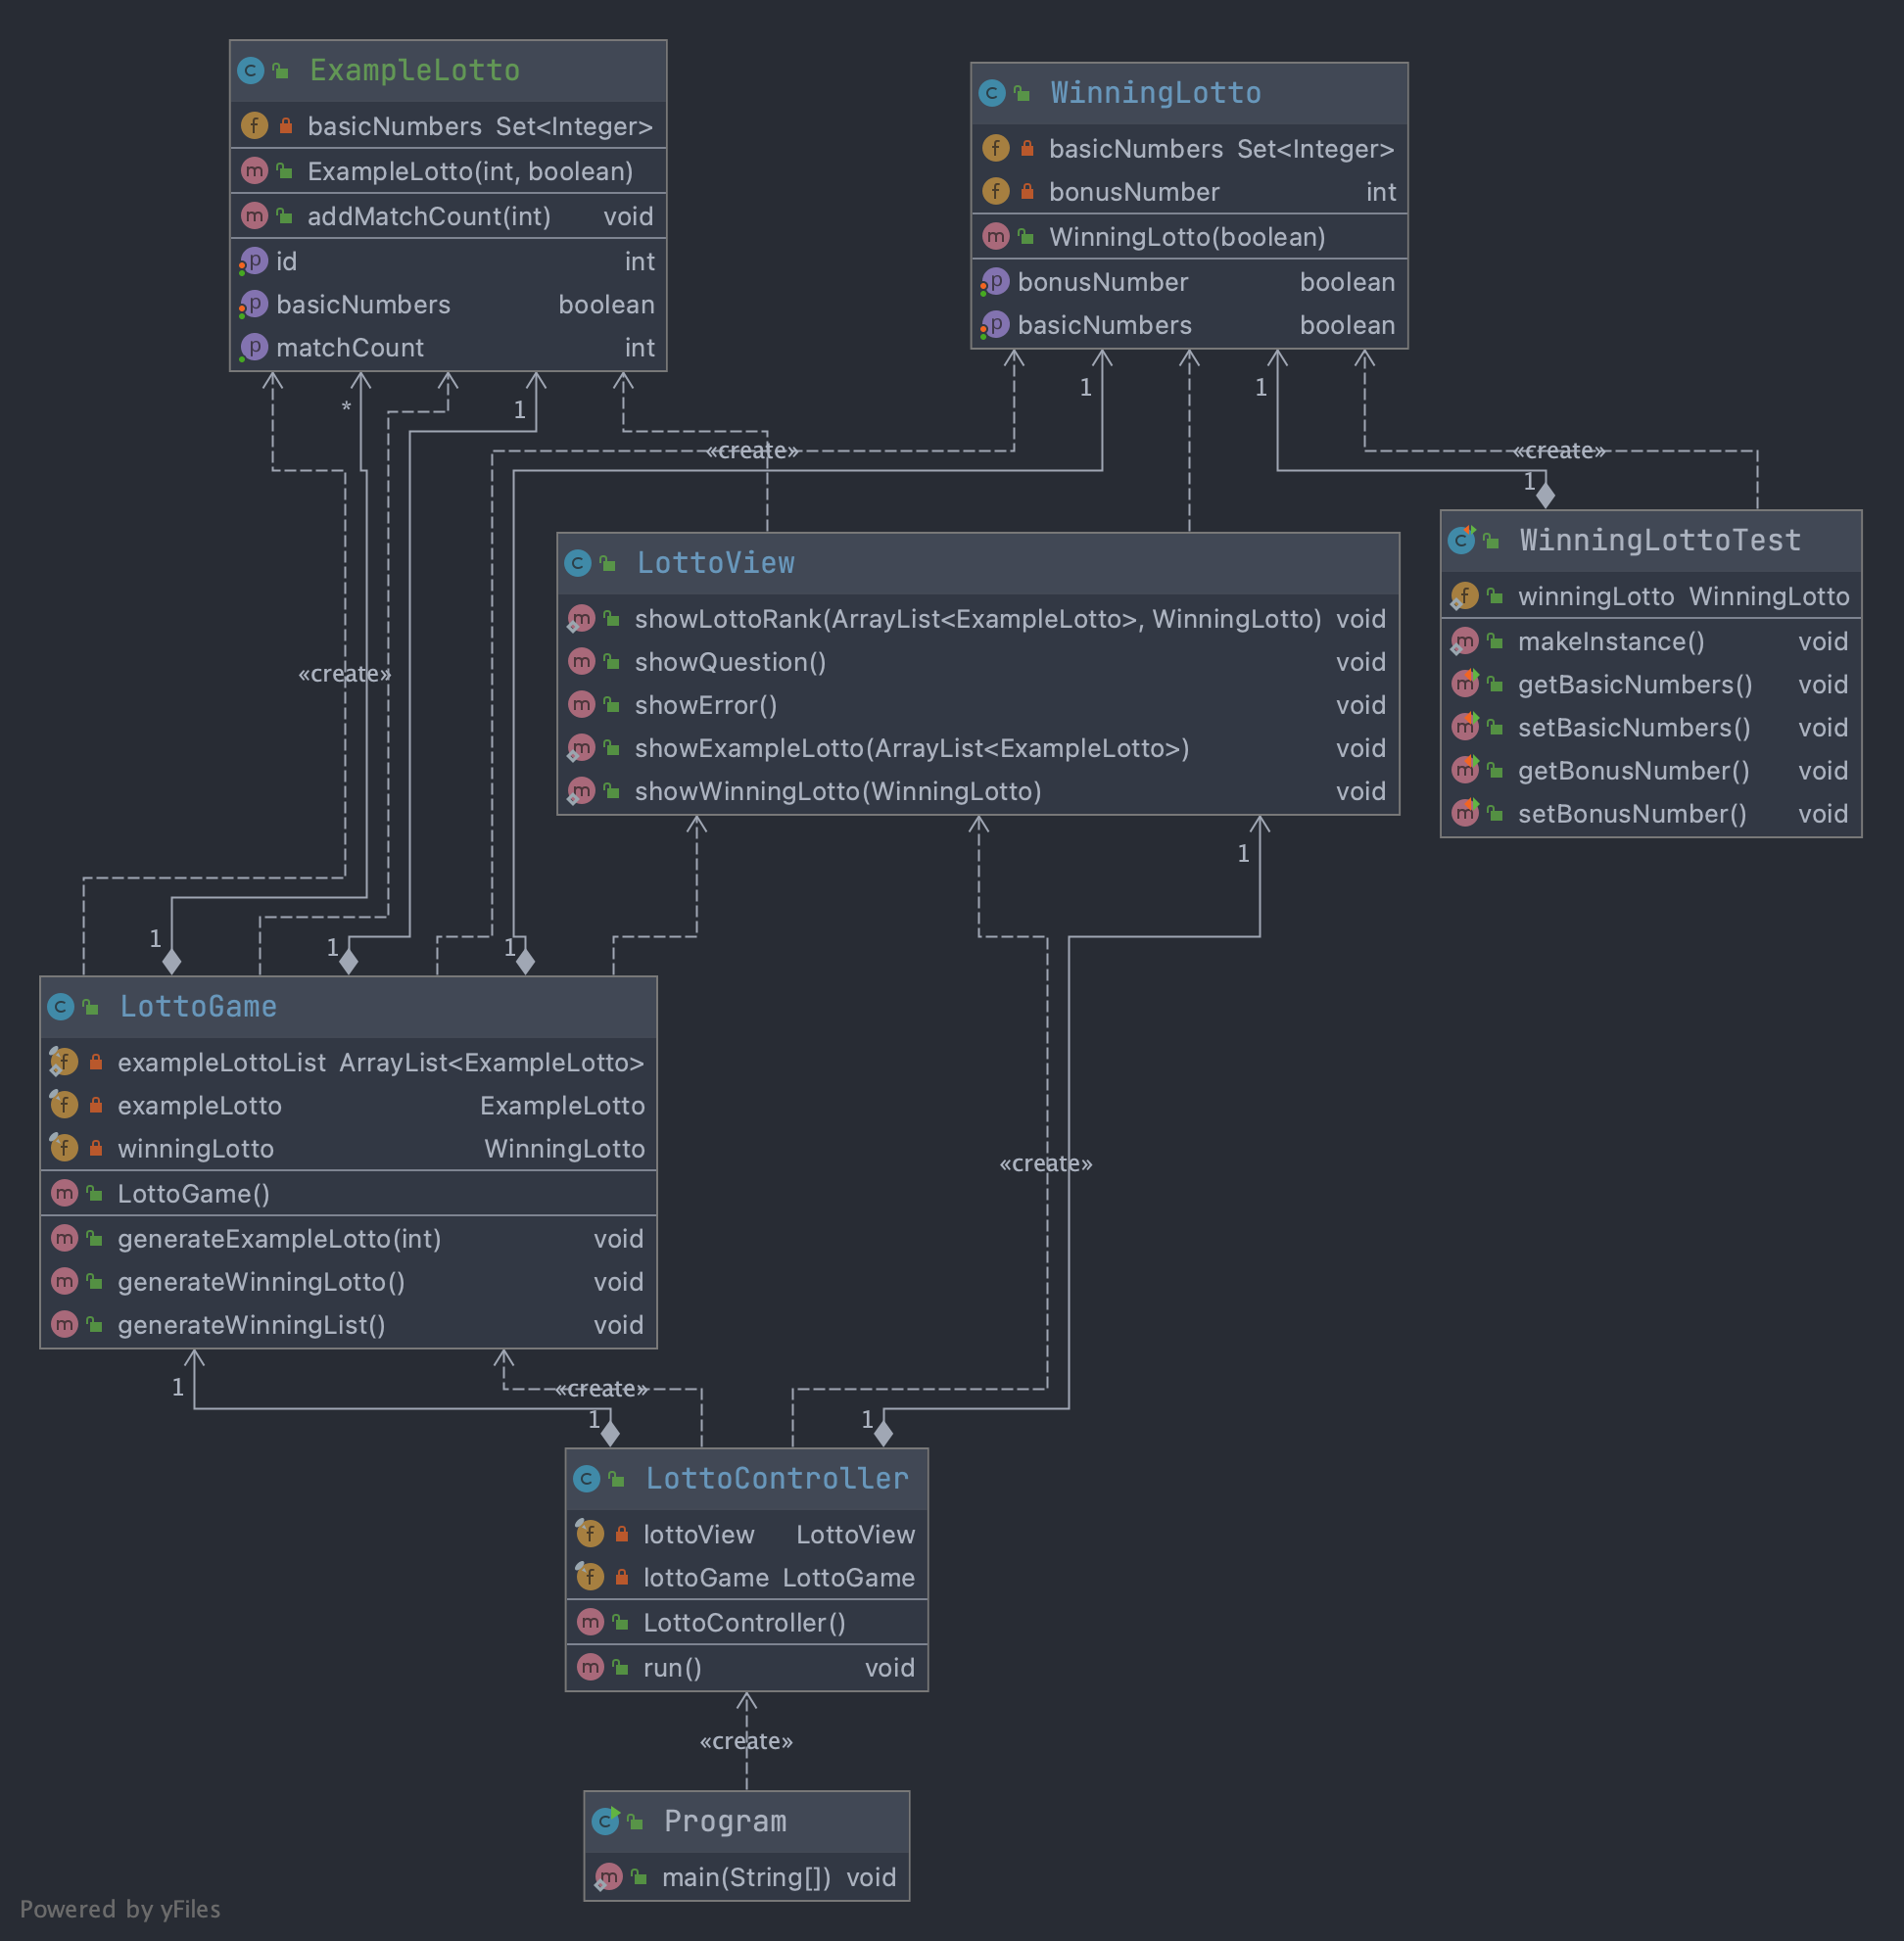 ExampleLotto
basicNumbers Set<Integer>
ExampleLotto(int, boolean)
addMatchCount(int) void
id int
basicNumbers boolean
matchCount int
WinningLotto
basicNumbers Set<Integer>
bonusNumber int
WinningLotto(boolean)
bonusNumber boolean
basicNumbers boolean
* 1
1 1
«create» «create»
1
LottoView
showLottoRank(ArrayList<ExampleLotto>, WinningLotto) void
showQuestion() void
showError() void
showExampleLotto(ArrayList<ExampleLotto>) void
showWinningLotto(WinningLotto) void
WinningLottoTest
winningLotto WinningLotto
makeInstance() void
getBasicNumbers() void
setBasicNumbers() void
getBonusNumber() void
setBonusNumber() void
«create»
1
1 1 1
LottoGame
exampleLottoList ArrayList<ExampleLotto>
exampleLotto ExampleLotto
winningLotto WinningLotto
LottoGame()
generateExampleLotto(int) void
generateWinningLotto() void
generateWinningList() void
«create»
1 «create»
1 1
LottoController
lottoView LottoView
lottoGame LottoGame
LottoController()
run() void
«create»
Program
main(String[]) void
Powered by yFiles